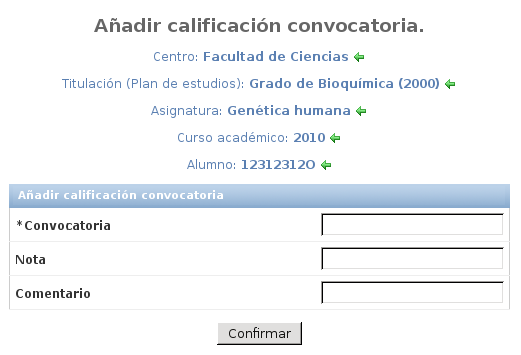 Añadir calificación convocatoria.
Centro: Facultad de Ciencias
Titulación (Plan de estudios): Grado de Bioquímica (2000)
Asignatura: Genética humana
Curso académico: 2010
Alumno: 12312312O
Añadir calificación convocatoria
*Convocatoria
Nota
Comentario
Confirmar